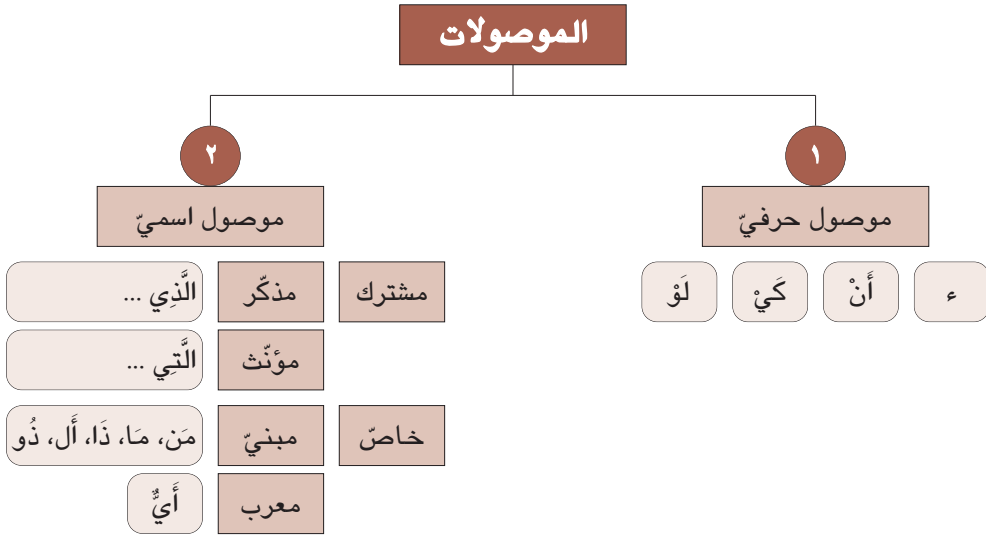 الموصولات
١
موصول حرفيّ
ء
أَنْ
كَيْ
لَوْ
٢
موصول اسميّ
مشترك
مذكّر
الَّذِي ...
مؤنّث
الَّتِي ...
خاصّ
مبنيّ
مَن، مَا، ذَا، أَل، ذُو
معرب
أَيٌّ